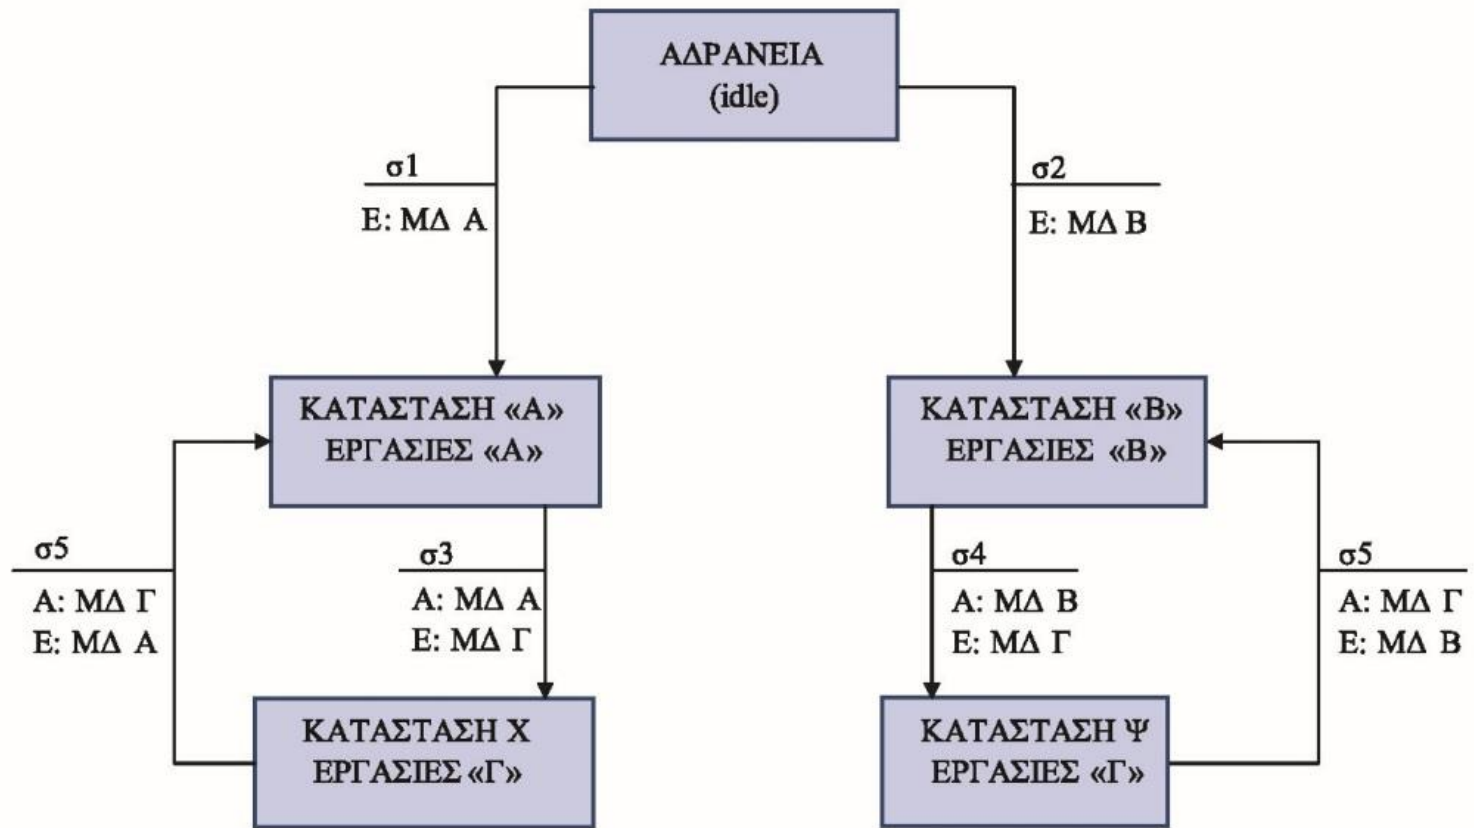 ΑΔΡΑΝΕΙΑ
(idle)
σ1
Ε: ΜΔ Α
σ2
Ε: ΜΔ Β
ΚΑΤΑΣΤΑΣΗ «Α»
ΕΡΓΑΣΙΕΣ «Α»
ΚΑΤΑΣΤΑΣΗ «Β»
ΕΡΓΑΣΙΕΣ «Β»
σ5
Α: ΜΔ Γ
Ε: ΜΔ Α
σ3
Α: ΜΔ Α
Ε: ΜΔ Γ
σ4
Α: ΜΔ Β
Ε: ΜΔ Γ
σ5
Α: ΜΔ Γ
Ε: ΜΔ Β
ΚΑΤΑΣΤΑΣΗ Χ
ΕΡΓΑΣΙΕΣ «Γ»
ΚΑΤΑΣΤΑΣΗ Ψ
ΕΡΓΑΣΙΕΣ «Γ»